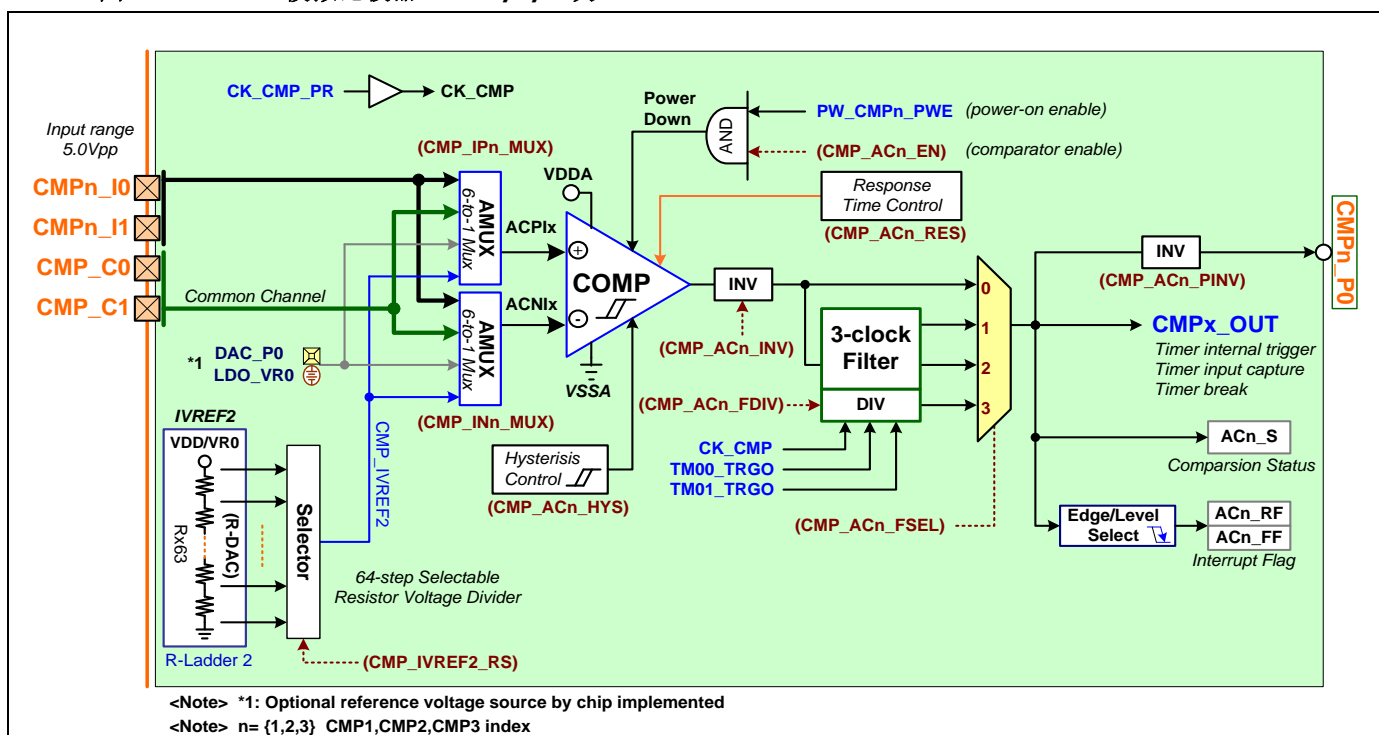 CK_CMP_PR
CK_CMP
Input range
5.0Vpp
CMPn_I0
CMPn_I1
CMP_C0
CMP_C1
Common Channel
*1
DAC_P0
LDO_VR0
(CMP_IPn_MUX)
AMUX
6-to-1 Mux
ACPIx
AMUX
6-to-1 Mux
ACNIx
(CMP_INn_MUX)
VDDA
+
COMP
-
VSSA
Power
Down
AND
PW_CMPn_PWE
(power-on enable)
(CMP_ACn_EN)
(comparator enable)
Response
Time Control
(CMP_ACn_RES)
INV
(CMP_ACn_INV)
3-clock
Filter
DIV
(CMP_ACn_FDIV)
CK_CMP
TM00_TRGO
TM01_TRGO
0
1
2
3
(CMP_ACn_FSEL)
INV
(CMP_ACn_PINV)
CMPn_P0
CMPx_OUT
Timer internal trigger
Timer input capture
Timer break
ACn_S
Comparsion Status
Edge/Level
Select
ACn_RF
ACn_FF
Interrupt Flag
Hysterisis
Control
(CMP_ACn_HYS)
IVREF2
VDD/VR0
Rx63
(R-DAC)
Selector
CMP_IVREF2
64-step Selectable
Resistor Voltage Divider
R-Ladder 2
(CMP_IVREF2_RS)
<Note> *1: Optional reference voltage source by chip implemented
<Note> n= {1,2,3} CMP1,CMP2,CMP3 index